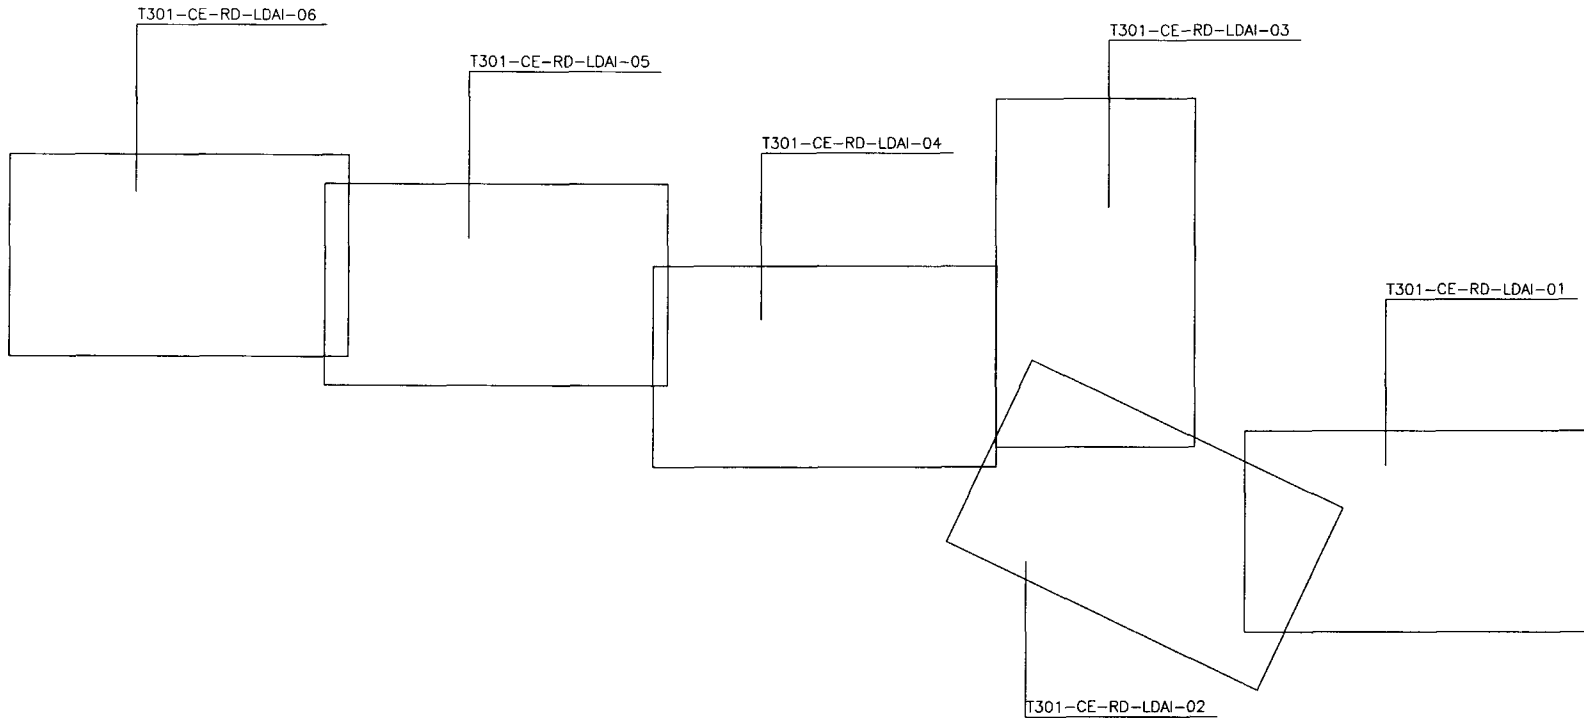 T301-CE-RD-LDAI-06
T301-CE-RD-LDAI-03
T301-CE-RD-LDAI-05
T301-CE-RD-LDAI-04
T301-CE-RD-LDAI-01
T301-CE-RD-LDAI-02